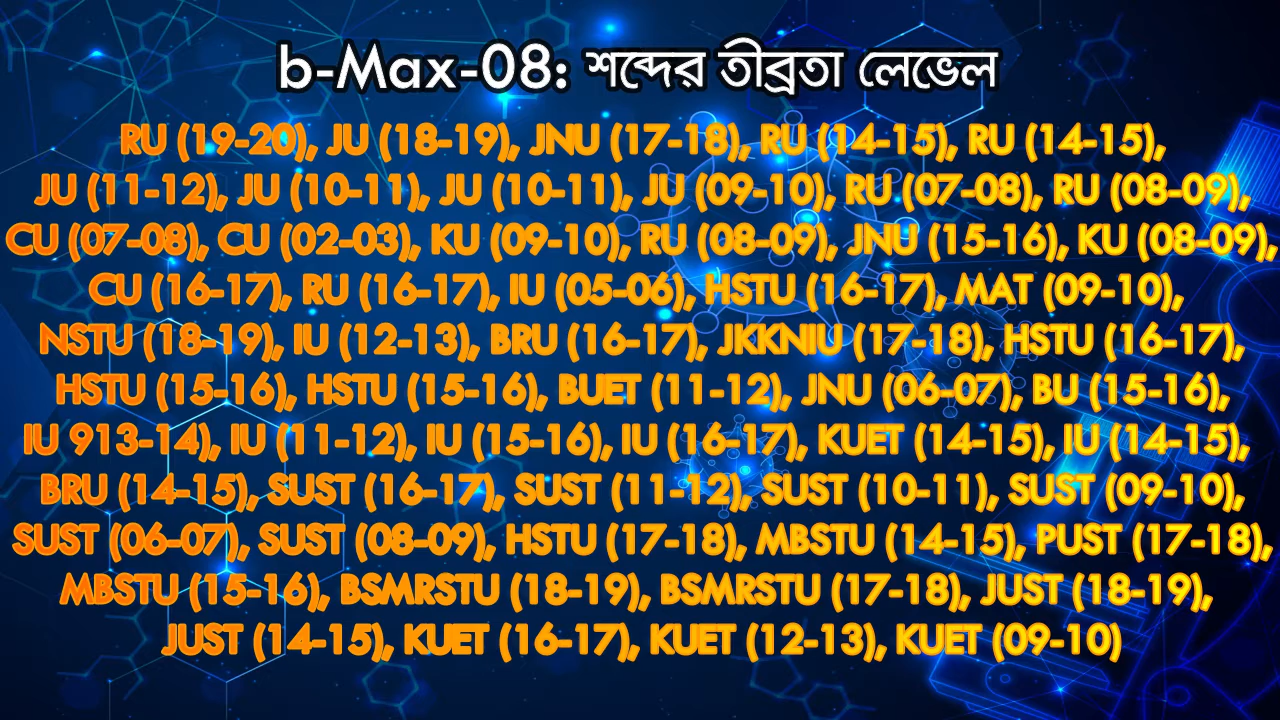 b-Max-08: শব্দের তীব্রতা লেভেল
RU (19-20), JU (18-19), JNU (17-18), RU (14-15), RU (14-15),
JU (11-12), JU (10-11), JU (10-11), JU (09-10), RU (07-08), RU (08-09),
CU (07-08), CU (02-03), KU (09-10), RU (08-09), JNU (15-16), KU (08-09),
CU (16-17), RU (16-17), IU (05-06), HSTU (16-17), MAT (09-10),
NSTU (18-19), IU (12-13), BRU (16-17), JKKNIU (17-18), HSTU (16-17),
HSTU (15-16), HSTU (15-16), BUET (11-12), JNU (06-07), BU (15-16),
IU 913-14), IU (11-12), IU (15-16), IU (16-17), KUET (14-15), IU (14-15),
BRU (14-15), SUST (16-17), SUST (11-12), SUST (10-11), SUST (09-10),
SUST (06-07), SUST (08-09), HSTU (17-18), MBSTU (14-15), PUST (17-18),
MBSTU (15-16), BSMRSTU (18-19), BSMRSTU (17-18), JUST (18-19),
JUST (14-15), KUET (16-17), KUET (12-13), KUET (09-10)